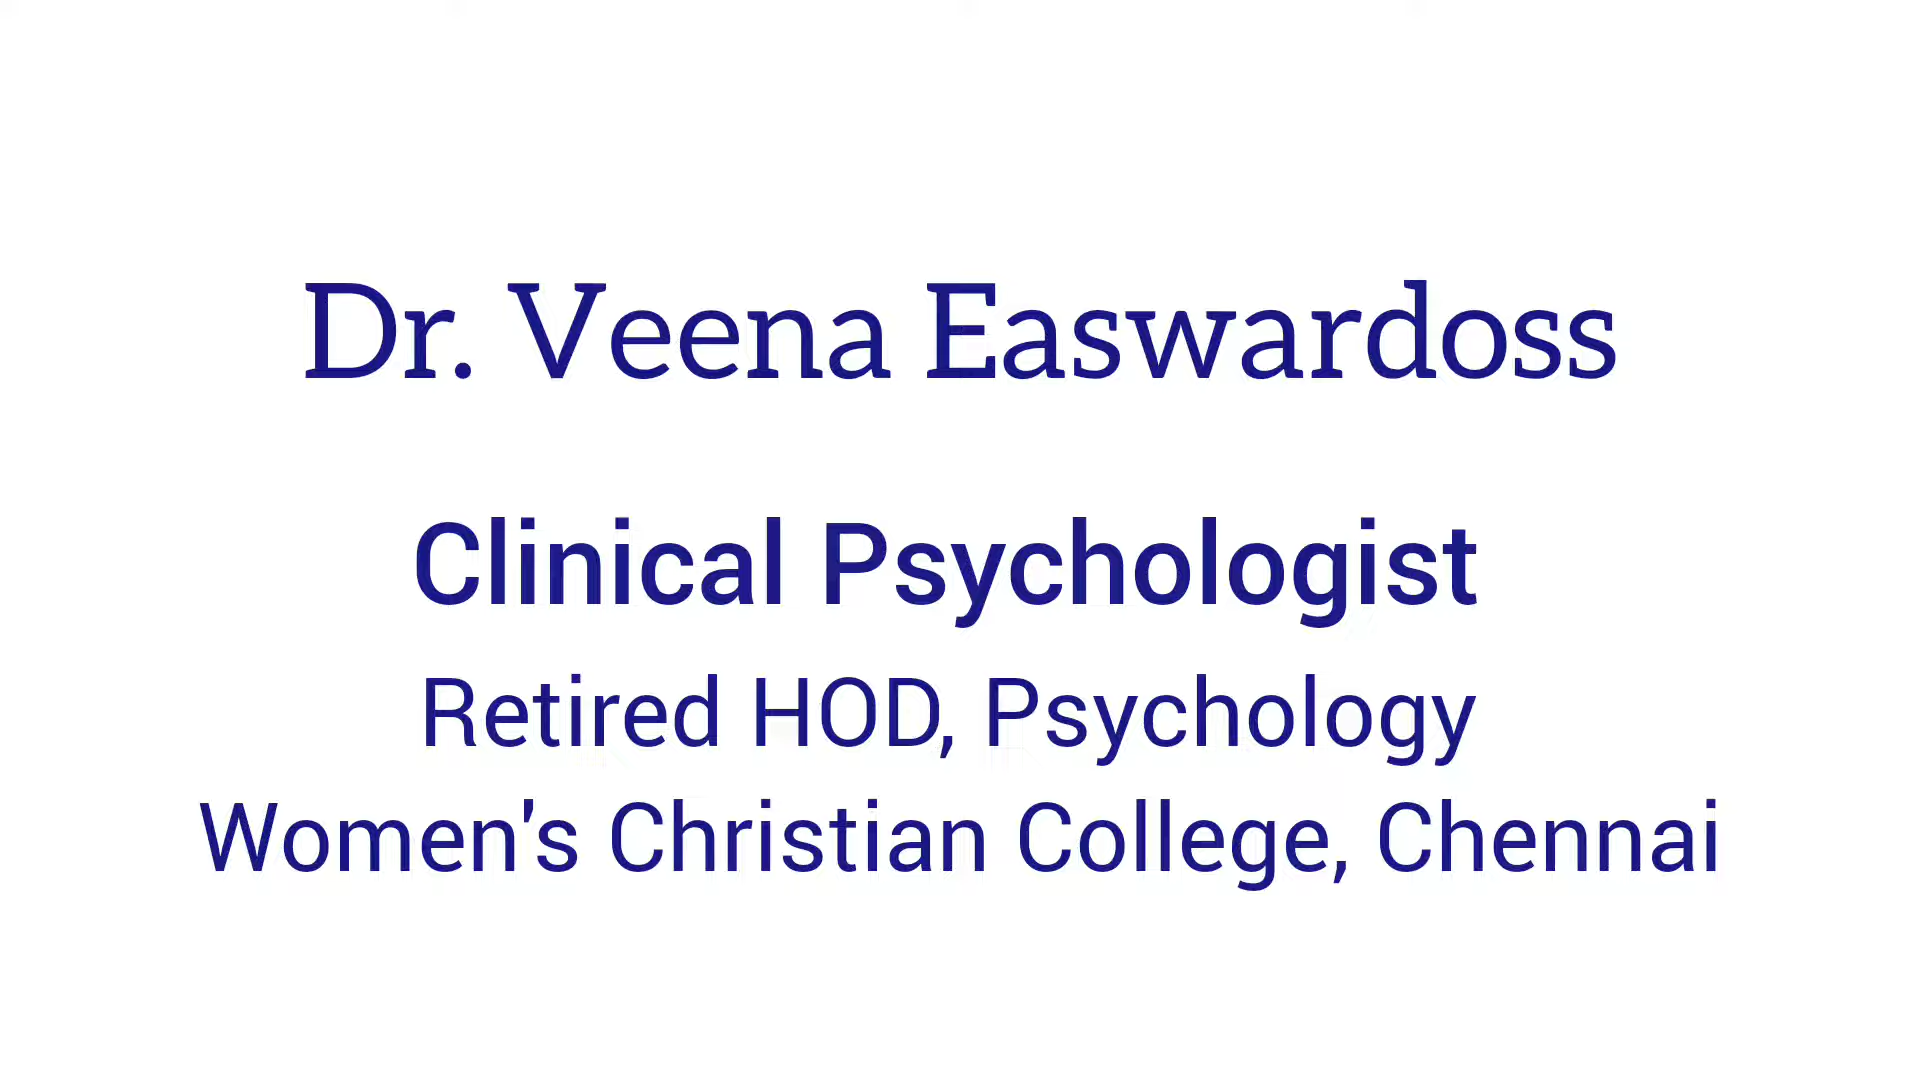 Dr. Veena Easwardoss
Clinical Psychologist
Retired HOD, Psychology
Women's Christian College, Chennai